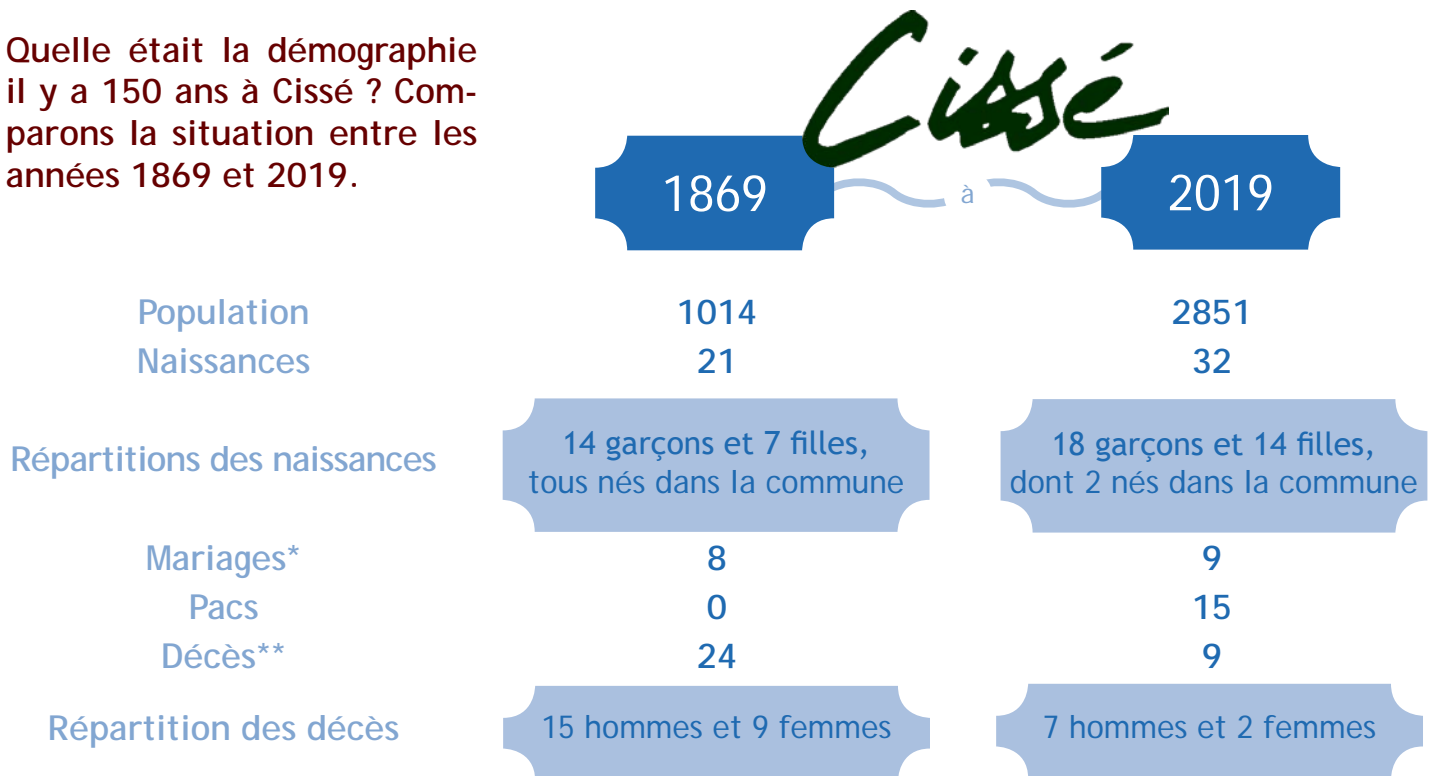 Quelle était la démographie
il y a 150 ans à Cissé ? Com-
parons la situation entre les
années 1869 et 2019.
Cissé
1869 à 2019
Population 1014 2851
Naissances 21 32
Répartitions des naissances
14 garçons et 7 filles,
tous nés dans la commune
18 garçons et 14 filles,
dont 2 nés dans la commune
Mariages* 8 9
Pacs 0 15
Décès** 24 9
Répartition des décès 15 hommes et 9 femmes 7 hommes et 2 femmes